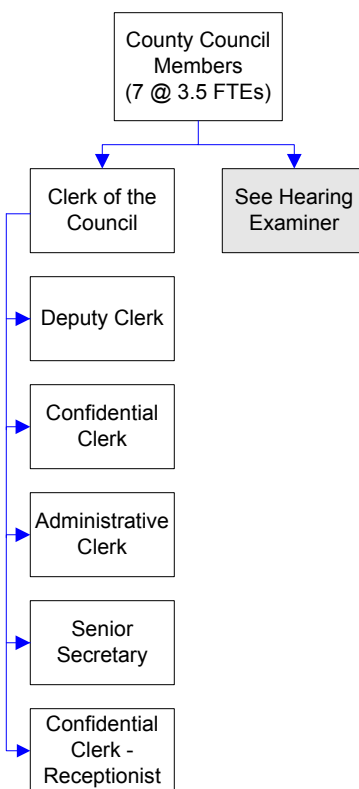 County Council
Members
(7 @ 3.5 FTEs)
Clerk of the
Council
See Hearing
Examiner
Deputy Clerk
Confidential
Clerk
Administrative
Clerk
Senior
Secretary
Confidential
Clerk -
Receptionist